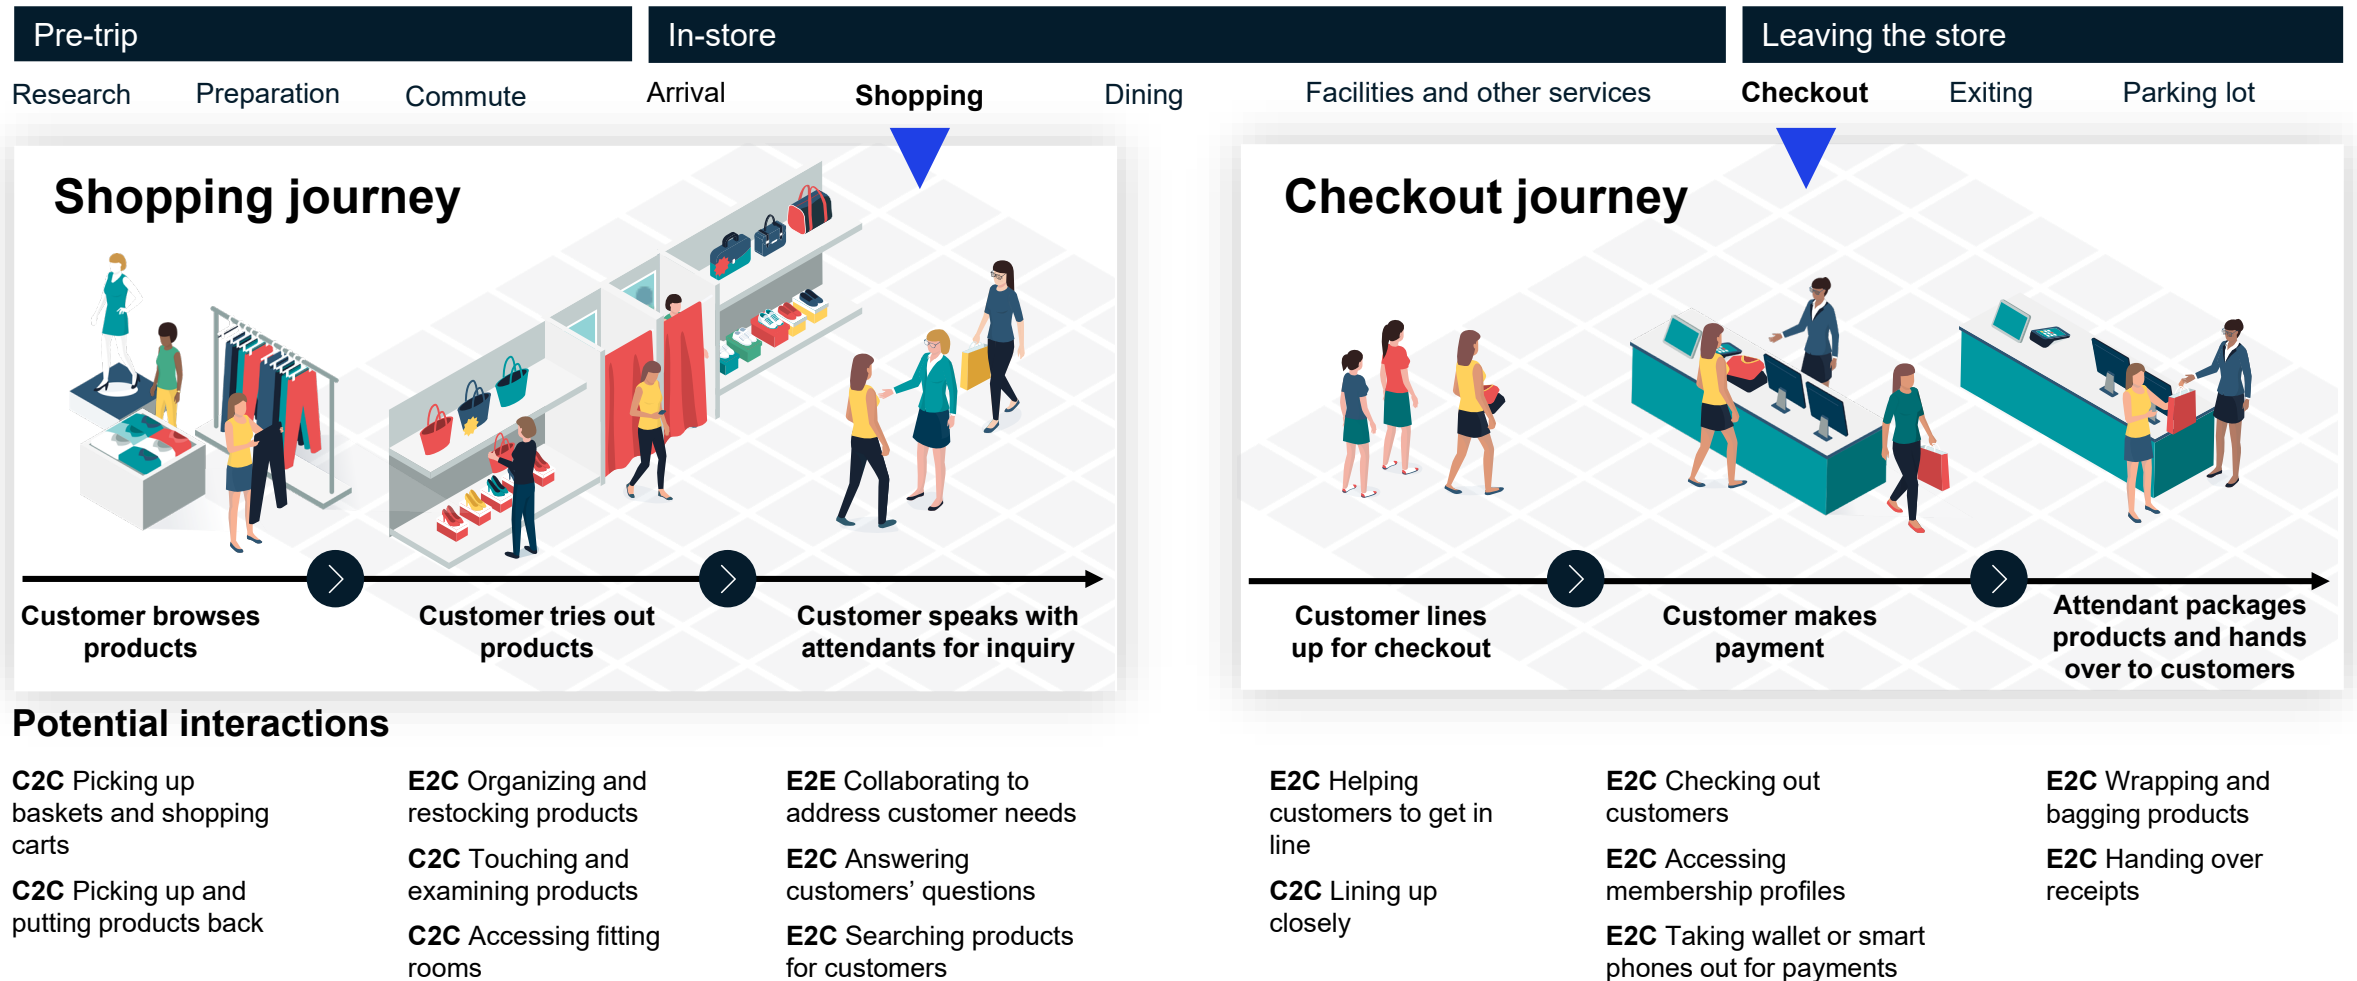 Pre-trip
In-store
Leaving the store
Research
Preparation
Commute
Arrival
Shopping
Dining
Facilities and other services
Checkout
Exiting
Parking lot
Shopping journey
Customer browses
products
Customer tries out
products
Customer speaks with
attendants for inquiry
Checkout journey
Customer lines
up for checkout
Customer makes
payment
Attendant packages
products and hands
over to customers
Potential interactions
C2C Picking up
baskets and shopping
carts
C2C Picking up and
putting products back
E2C Organizing and
restocking products
C2C Touching and
examining products
C2C Accessing fitting
rooms
E2E Collaborating to
address customer needs
E2C Answering
customers’ questions
E2C Searching products
for customers
E2C Helping
customers to get in
line
C2C Lining up
closely
E2C Checking out
customers
E2C Accessing
membership profiles
E2C Taking wallet or smart
phones out for payments
E2C Wrapping and
bagging products
E2C Handing over
receipts